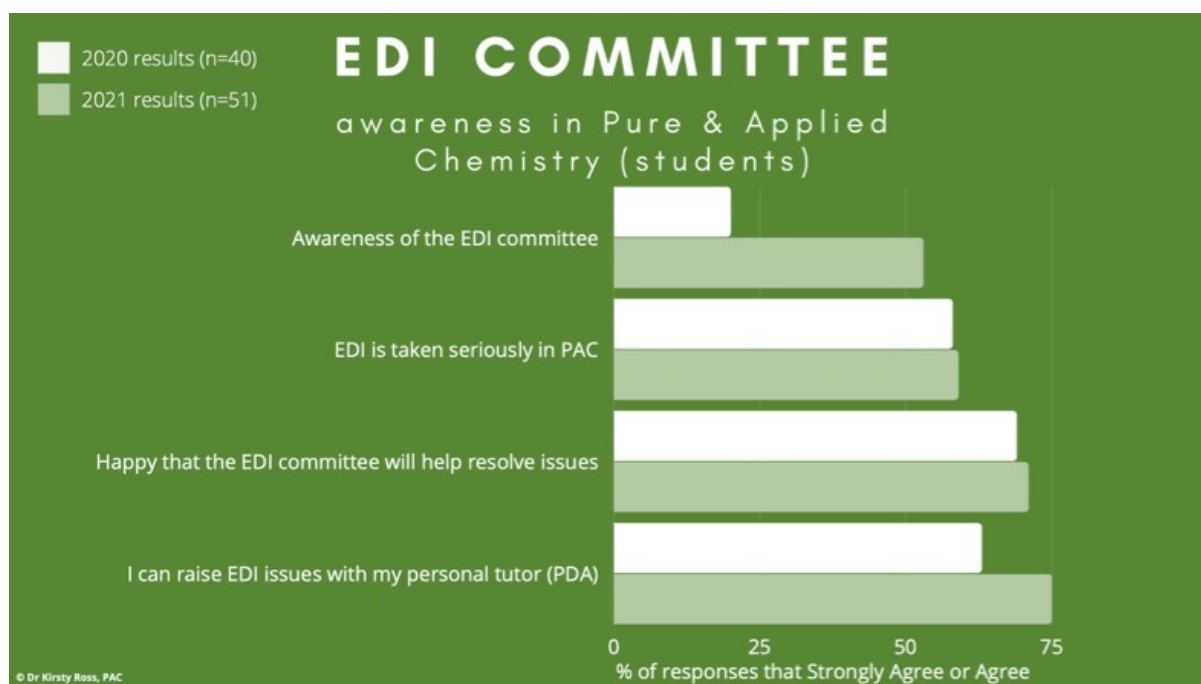 2020 results (n=40)
2021 results (n=51)
EDI COMMITTEE
awareness in Pure & Applied
Chemistry (students)
Awareness of the EDI committee
EDI is taken seriously in PAC
Happy that the EDI committee will help resolve issues
I can raise EDI issues with my personal tutor (PDA)
0 25 50 75
% of responses that Strongly Agree or Agree
© Dr Kirsty Ross, PAC